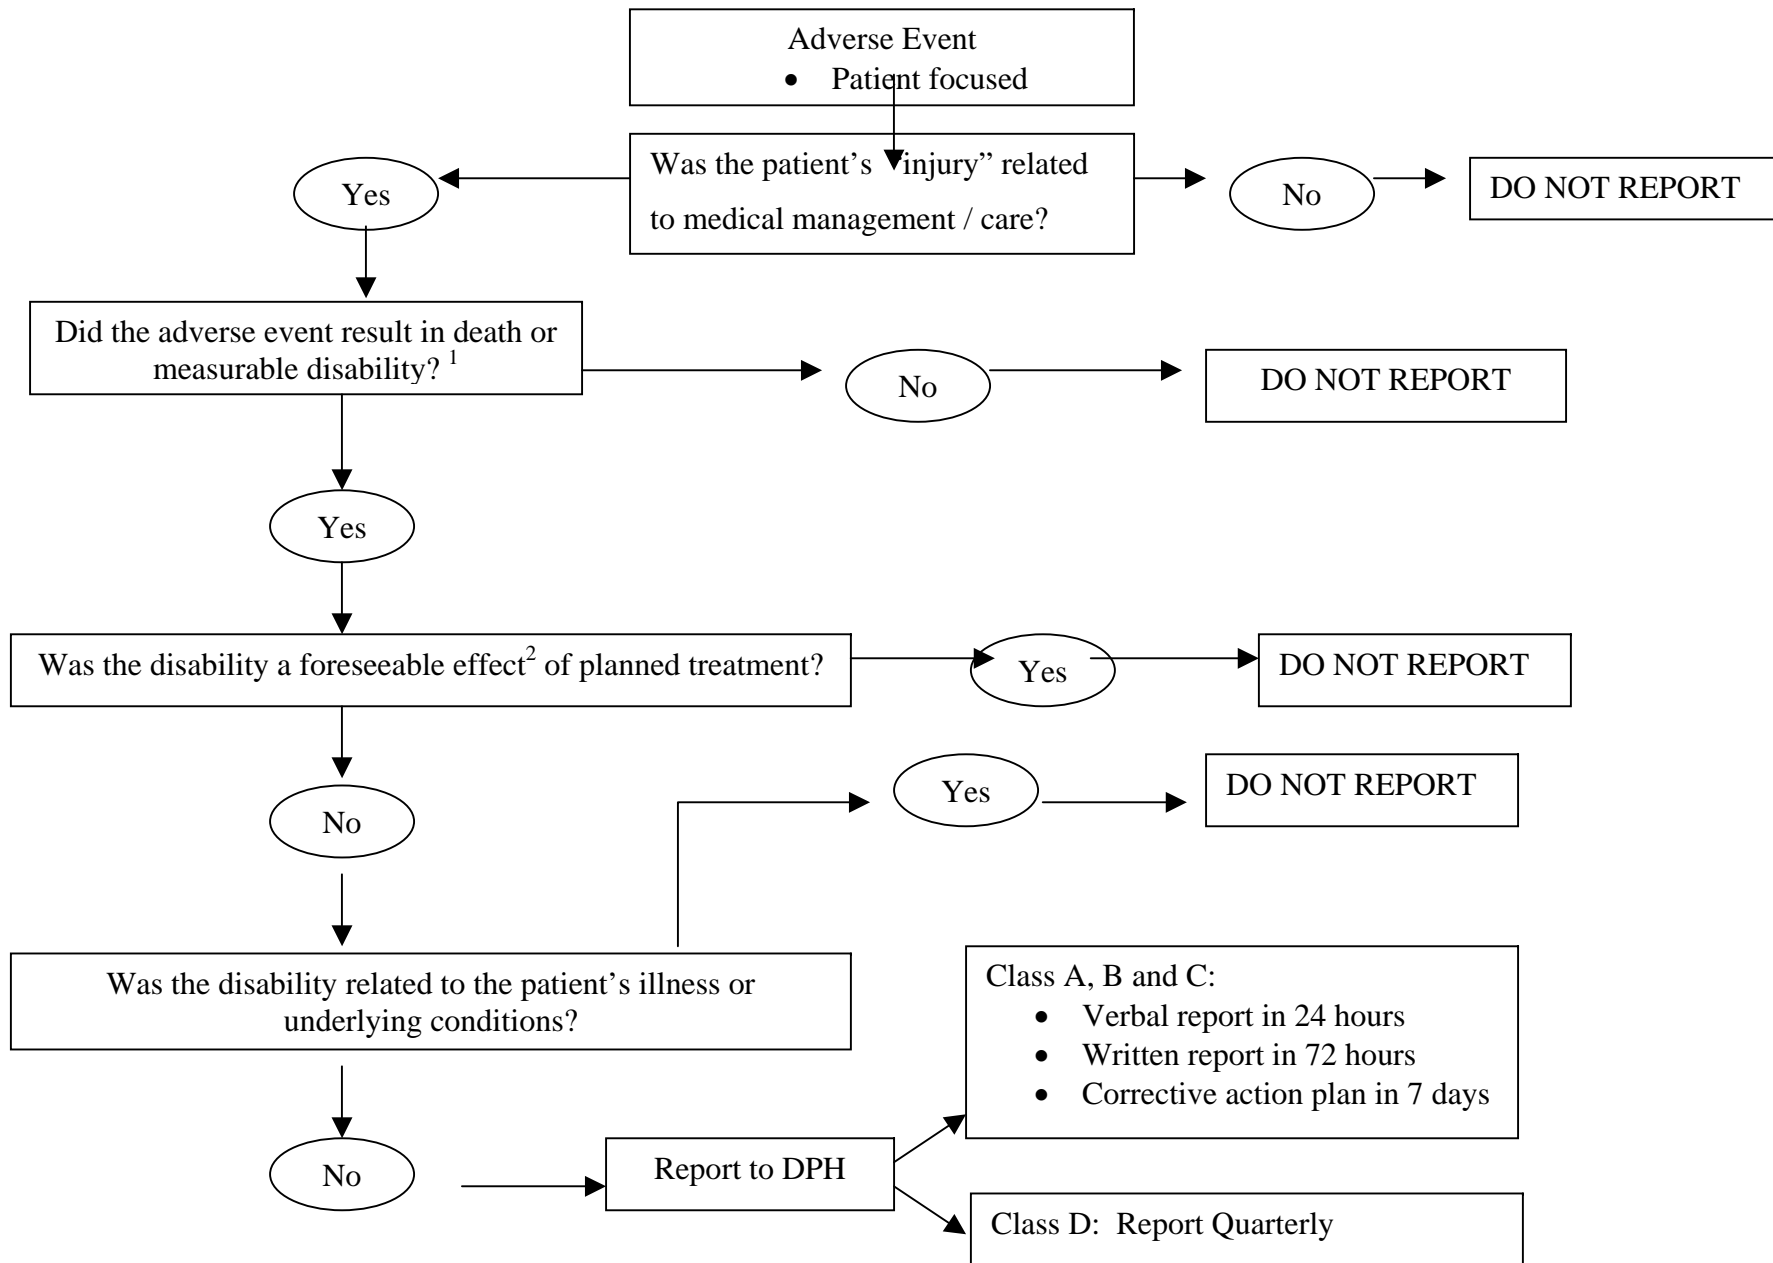 Adverse Event
• Patient focused
Was the patient’s “injury” related
to medical management / care?
Yes
No
DO NOT REPORT
Did the adverse event result in death or
measurable disability? 1
No
DO NOT REPORT
Yes
Was the disability a foreseeable effect2 of planned treatment?
Yes
DO NOT REPORT
No
Yes
DO NOT REPORT
Was the disability related to the patient’s illness or
underlying conditions?
Class A, B and C:
• Verbal report in 24 hours
• Written report in 72 hours
• Corrective action plan in 7 days
No
Report to DPH
Class D: Report Quarterly